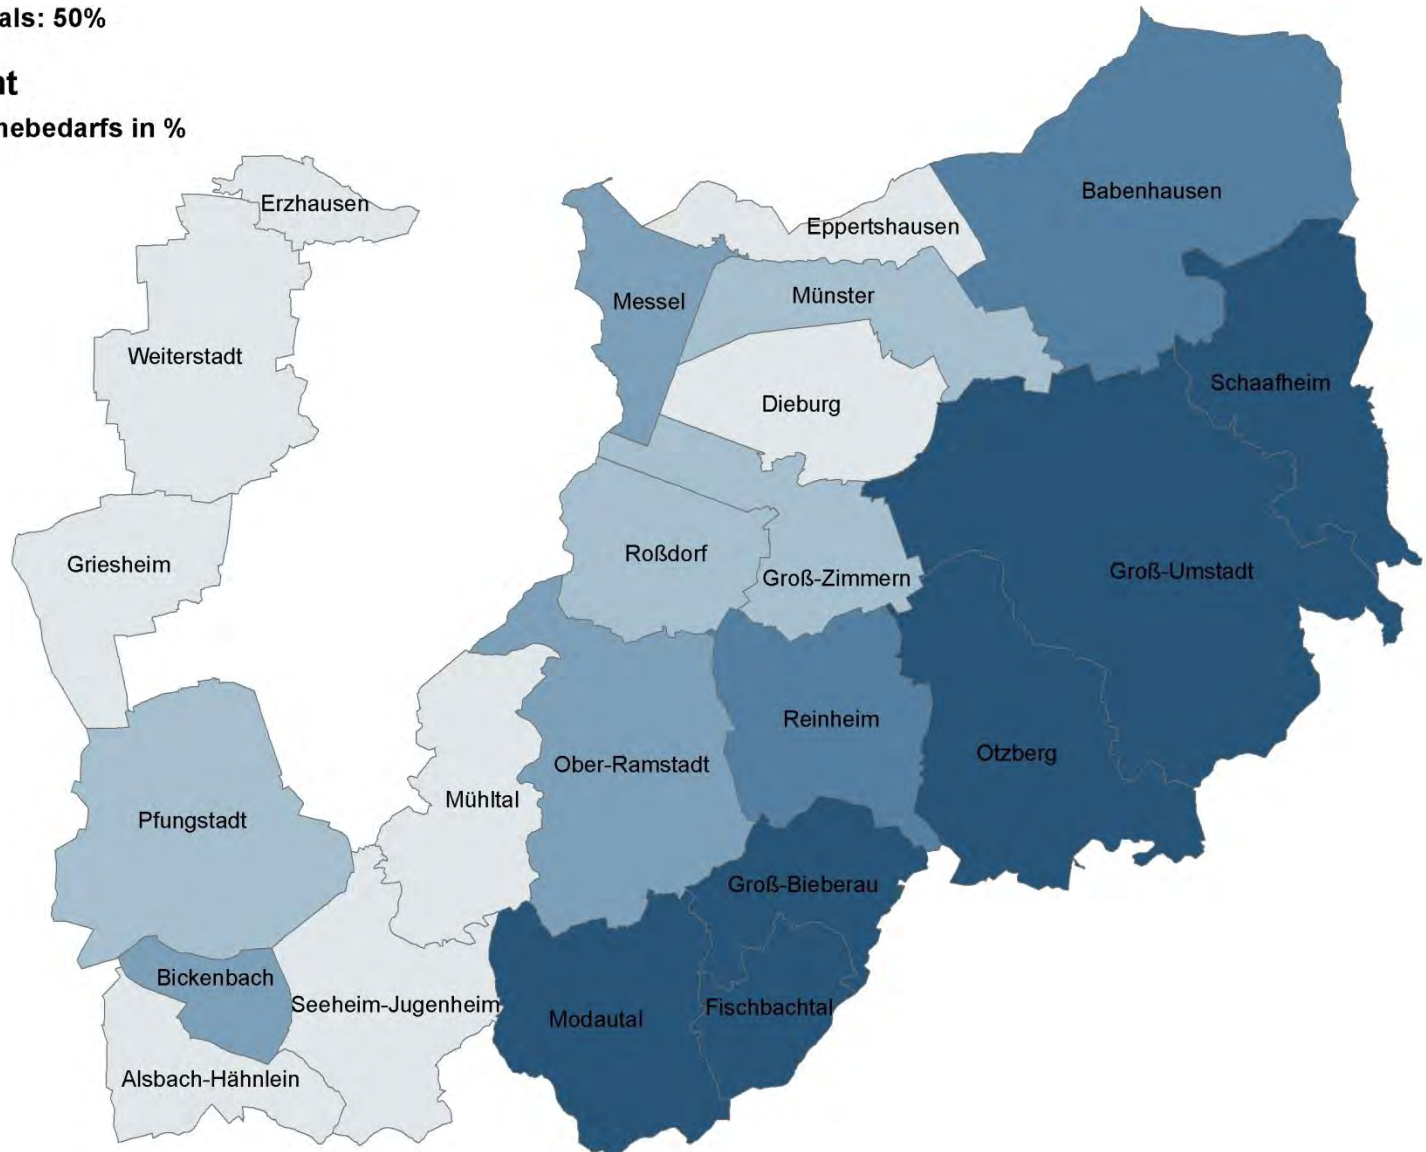 als: 50%
nt
nebedarfs in %
Erzhausen
Babenhausen
Eppertshausen
Messel
Münster
Weiterstadt
Schaafheim
Dieburg
Roßdorf
Griesheim
Groß-Zimmern
Groß-Umstadt
Reinheim
Otzberg
Ober-Ramstadt
Mühltal
Pfungstadt
Groß-Bieberau
Bickenbach
Seeheim-Jugenheim
Fischbachtal
Modautal
Alsbach-Hähnlein